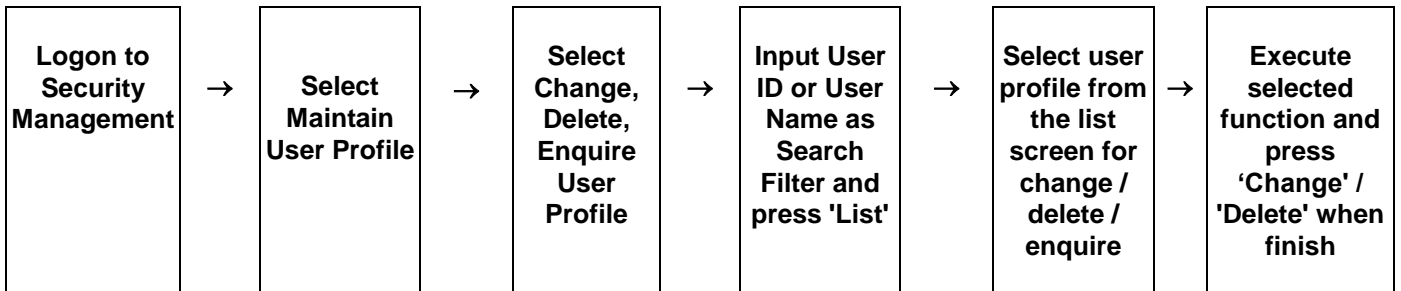 Logon to
Security
Management
→
Select
Maintain
User Profile
→
Select
Change,
Delete,
Enquire
User
Profile
→
Input User
ID or User
Name as
Search
Filter and
press 'List'
→
Select user
profile from
the list
screen for
change /
delete /
enquire
→
Execute
selected
function and
press
‘Change' /
'Delete' when
finish